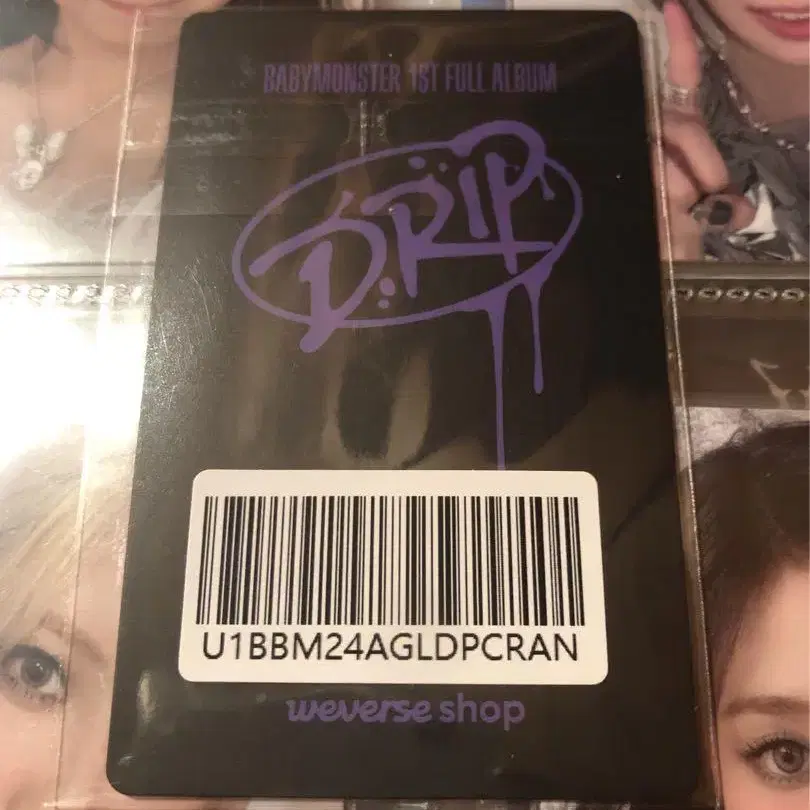 BABYMONSTER 1ST FULL ALBUM
DRIP
U1BBM24AGLDPCRAN
weverse shop